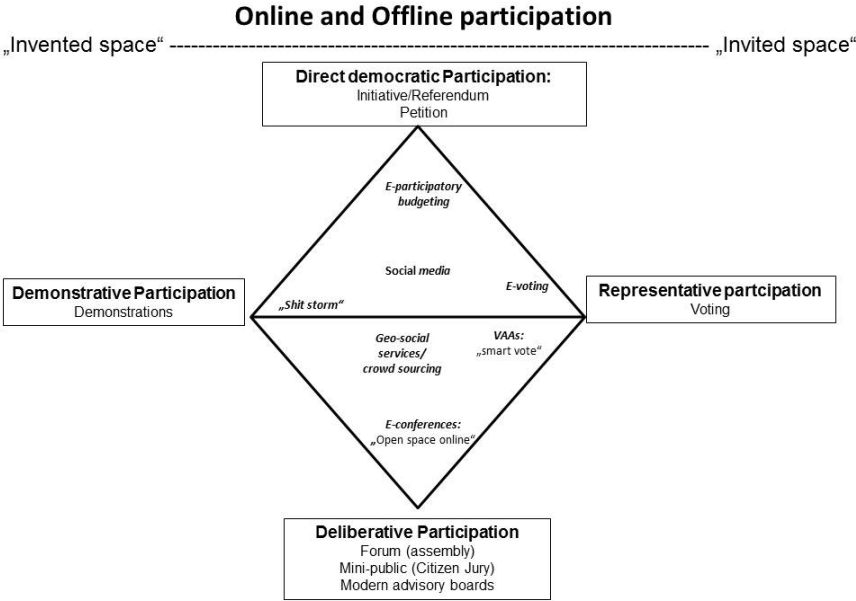 Online and Offline participation
„Invented space“ „Invited space“
Direct democratic Participation:
Initiative/Referendum
Petition
E-participatory
budgeting
Social media
E-voting
„Shit storm“
Demonstrative Participation
Demonstrations
Representative partcipation
Voting
Geo-social
services/
crowd sourcing
VAAs:
„smart vote“
E-conferences:
„Open space online“
Deliberative Participation
Forum (assembly)
Mini-public (Citizen Jury)
Modern advisory boards